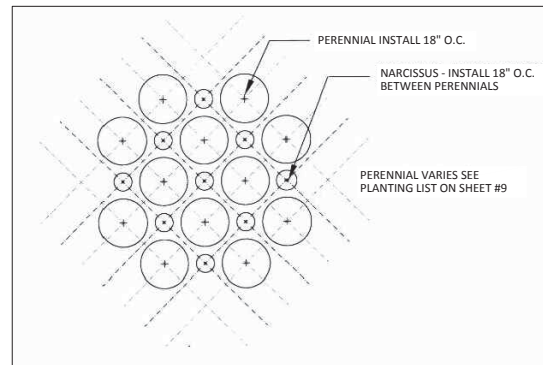 PERENNIAL INSTALL 18" O.C.
NARCISSUS - INSTALL 18" O.C.
BETWEEN PERENNIALS
PERENNIAL VARIES SEE
PLANTING LIST ON SHEET #9